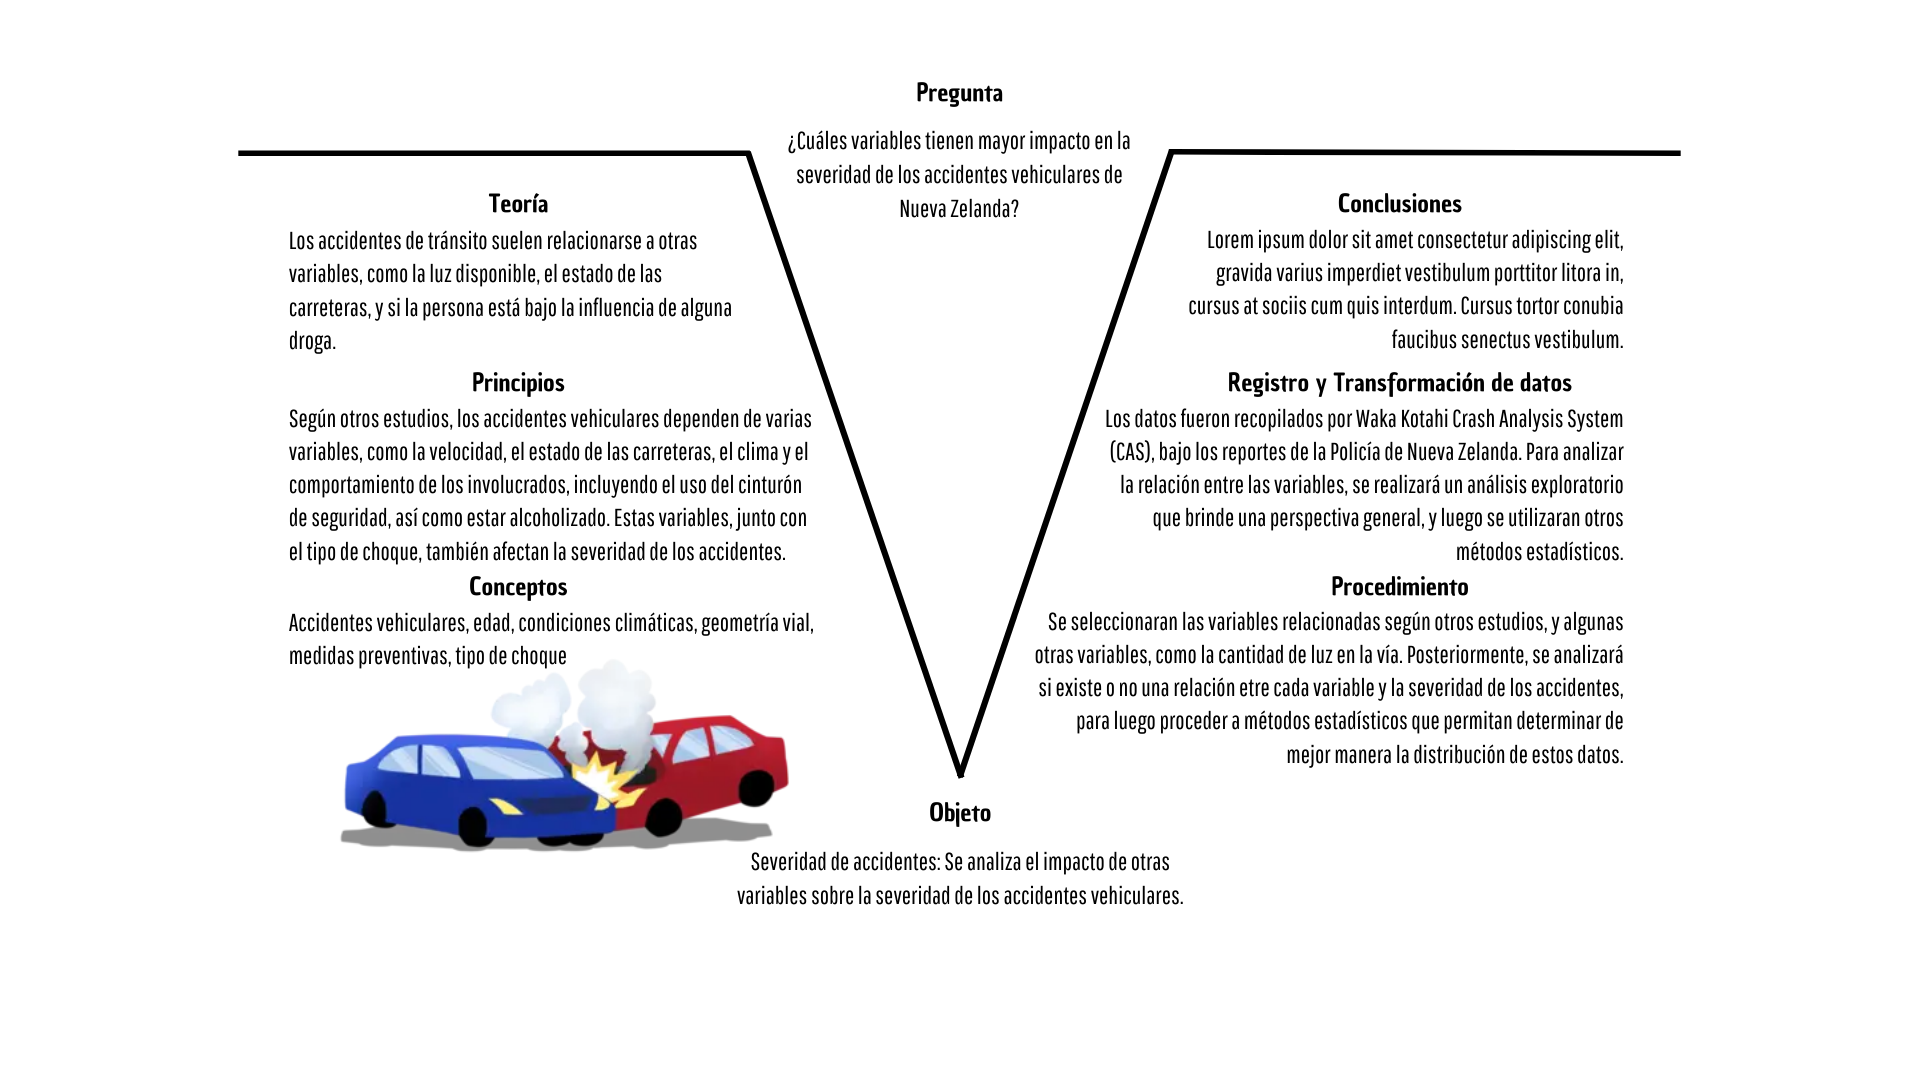 Pregunta
¿Cuáles variables tienen mayor impacto en la
severidad de los accidentes vehiculares de
Nueva Zelanda?
Teoría
Los accidentes de tránsito suelen relacionarse a otras
variables, como la luz disponible, el estado de las
carreteras, y si la persona está bajo la influencia de alguna
droga.
Principios
Según otros estudios, los accidentes vehiculares dependen de varias
variables, como la velocidad, el estado de las carreteras, el clima y el
comportamiento de los involucrados, incluyendo el uso del cinturón
de seguridad, así como estar alcoholizado. Estas variables, junto con
el tipo de choque, también afectan la severidad de los accidentes.
Conceptos
Accidentes vehiculares, edad, condiciones climáticas, geometría vial,
medidas preventivas, tipo de choque
Conclusiones
Lorem ipsum dolor sit amet consectetur adipiscing elit,
gravida varius imperdiet vestibulum porttitor litora in,
cursus at sociis cum quis interdum. Cursus tortor conubia
faucibus senectus vestibulum.
Registro y Transformación de datos
Los datos fueron recopilados por Waka Kotahi Crash Analysis System
(CAS), bajo los reportes de la Policía de Nueva Zelanda. Para analizar
la relación entre las variables, se realizará un análisis exploratorio
que brinde una perspectiva general, y luego se utilizaran otros
métodos estadísticos.
Procedimiento
Se seleccionaran las variables relacionadas según otros estudios, y algunas
otras variables, como la cantidad de luz en la vía. Posteriormente, se analizará
si existe o no una relación etre cada variable y la severidad de los accidentes,
para luego proceder a métodos estadísticos que permitan determinar de
mejor manera la distribución de estos datos.
Objeto
Severidad de accidentes: Se analiza el impacto de otras
variables sobre la severidad de los accidentes vehiculares.